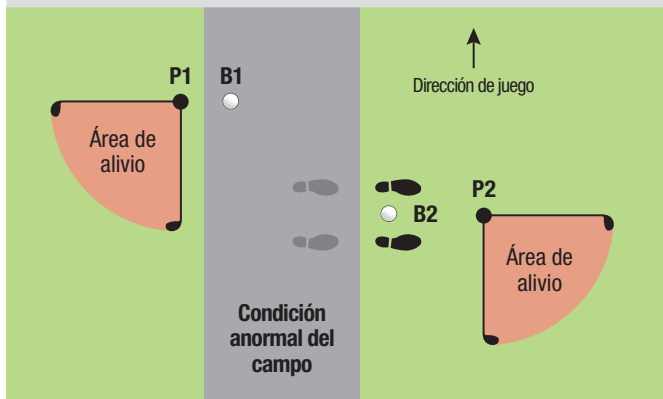 P1
B1
Dirección de juego
Área de
alivio
P2
B2
Área de
alivio
Condición
anormal del
campo